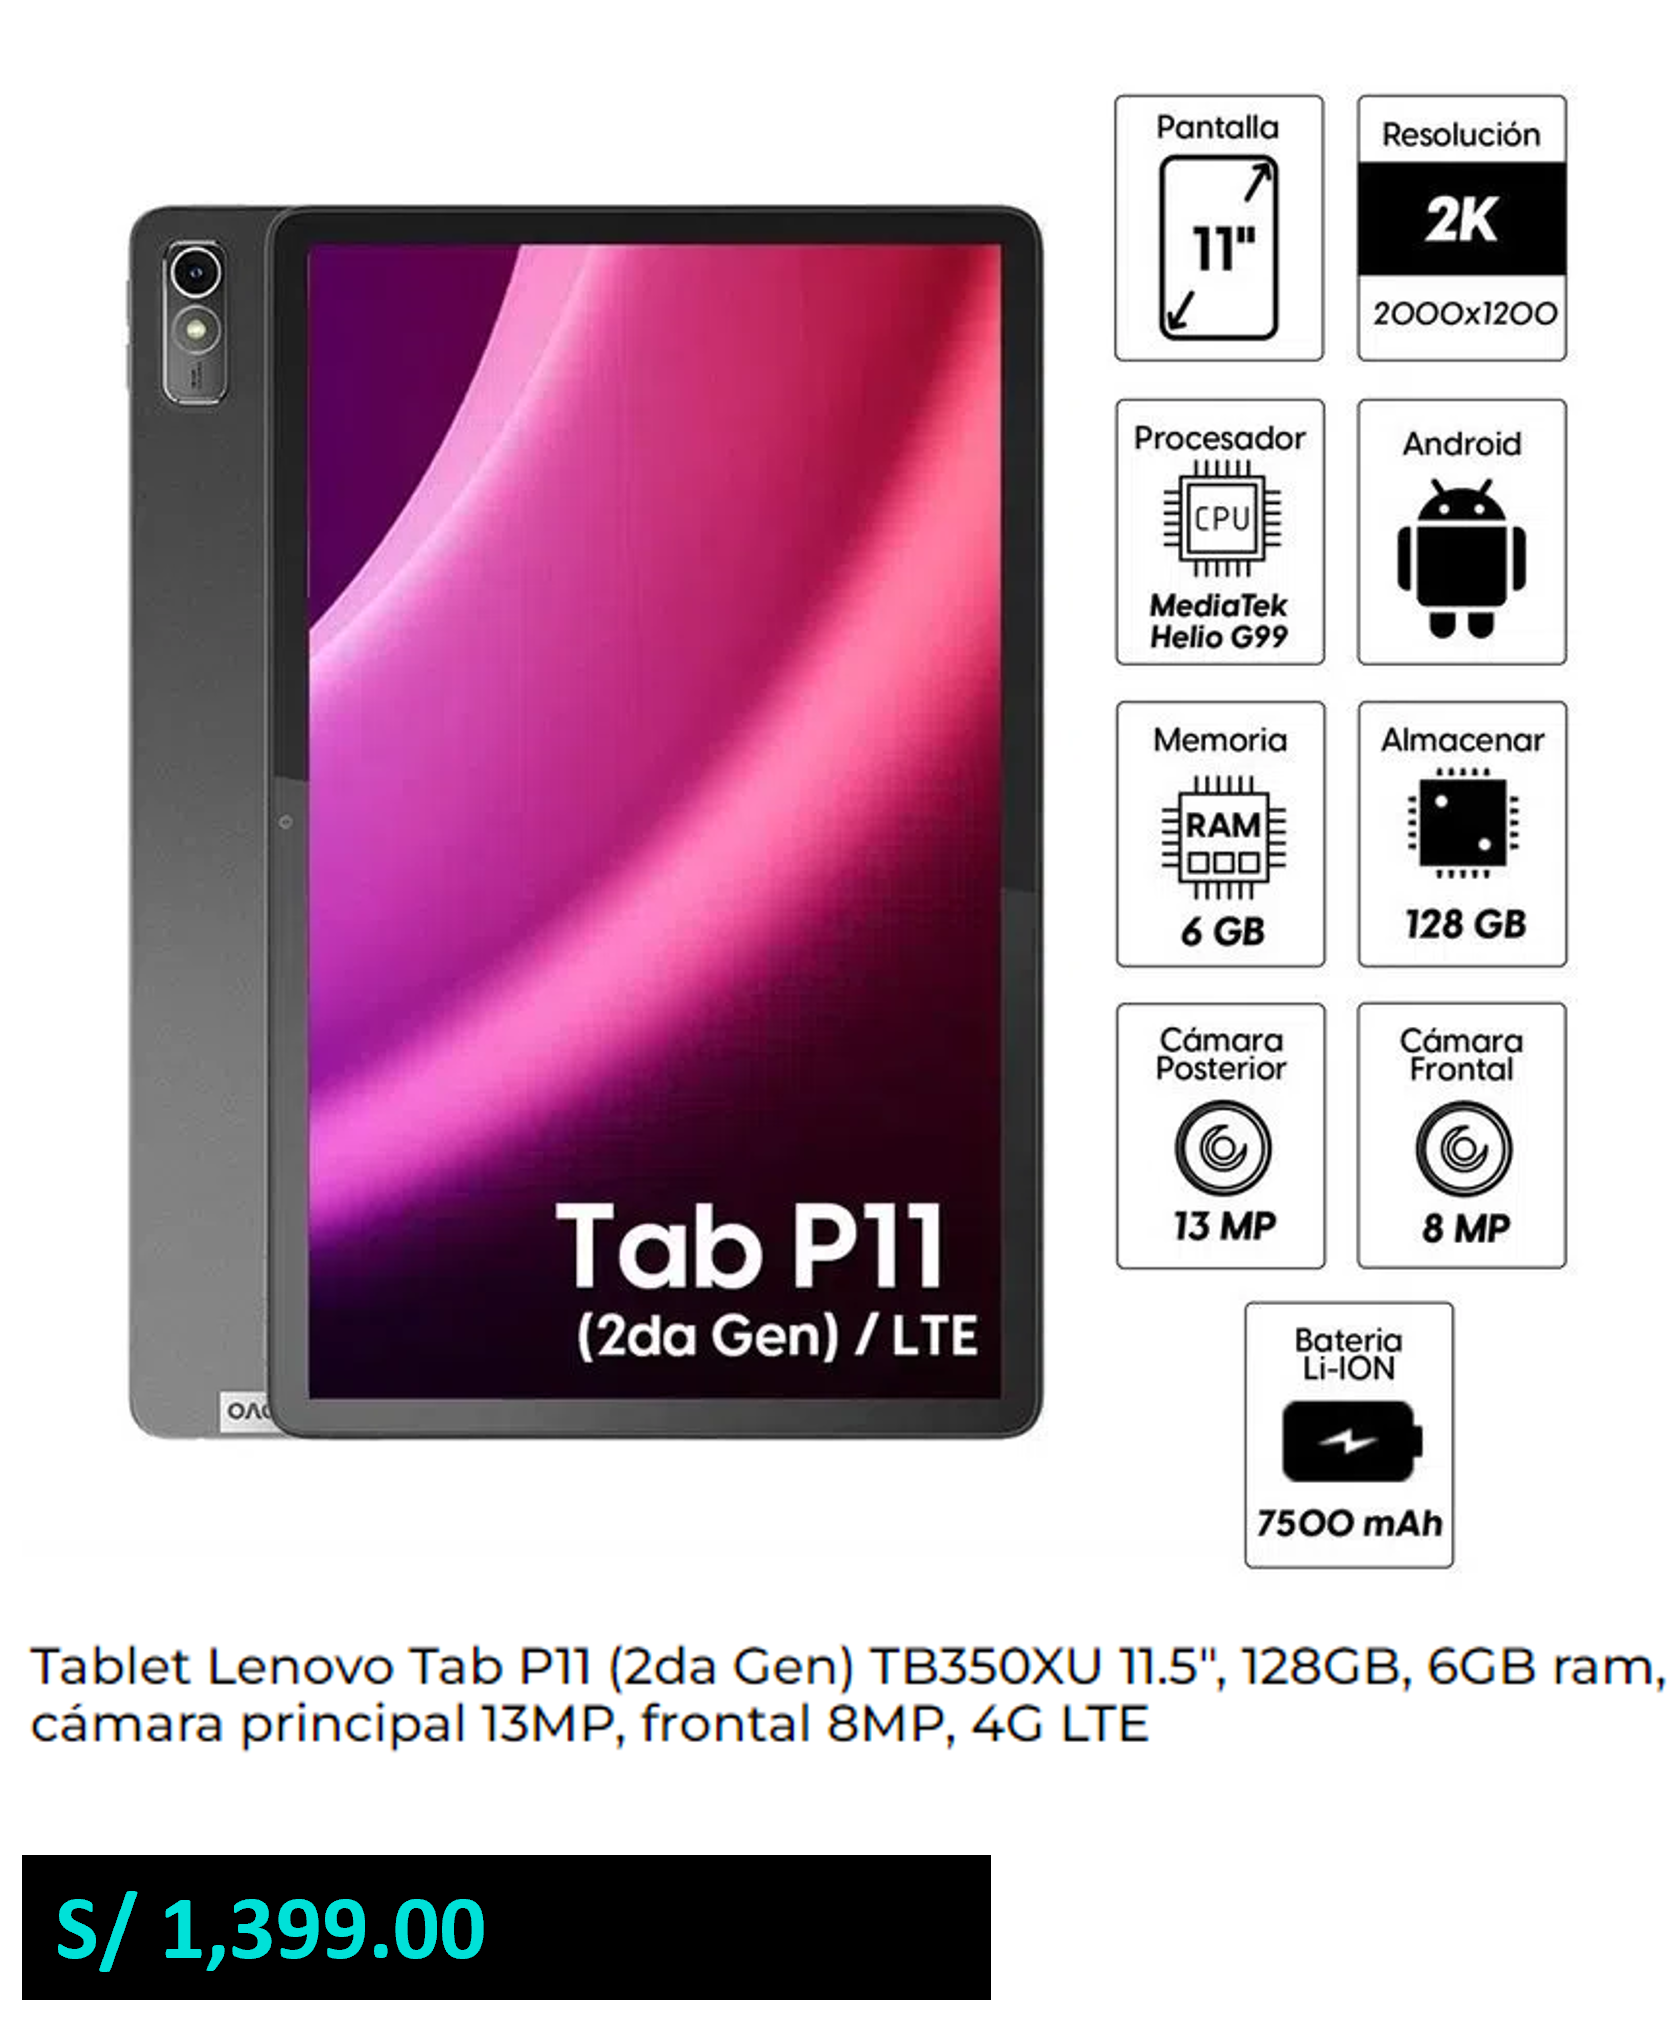 Pantalla
11"
Resolución
2K
2000x1200
Procesador
CPU
MediaTek
Helio G99
Android
Memoria
RAM
6 GB
Almacenar
128 GB
Cámara
Posterior
13 MP
Cámara
Frontal
8 MP
Bateria
Li-ION
7500 mAh
Tab P11
(2da Gen) / LTE
Tablet Lenovo Tab P11 (2da Gen) TB350XU 11.5", 128GB, 6GB ram,
cámara principal 13MP, frontal 8MP, 4G LTE
S/ 1,399.00